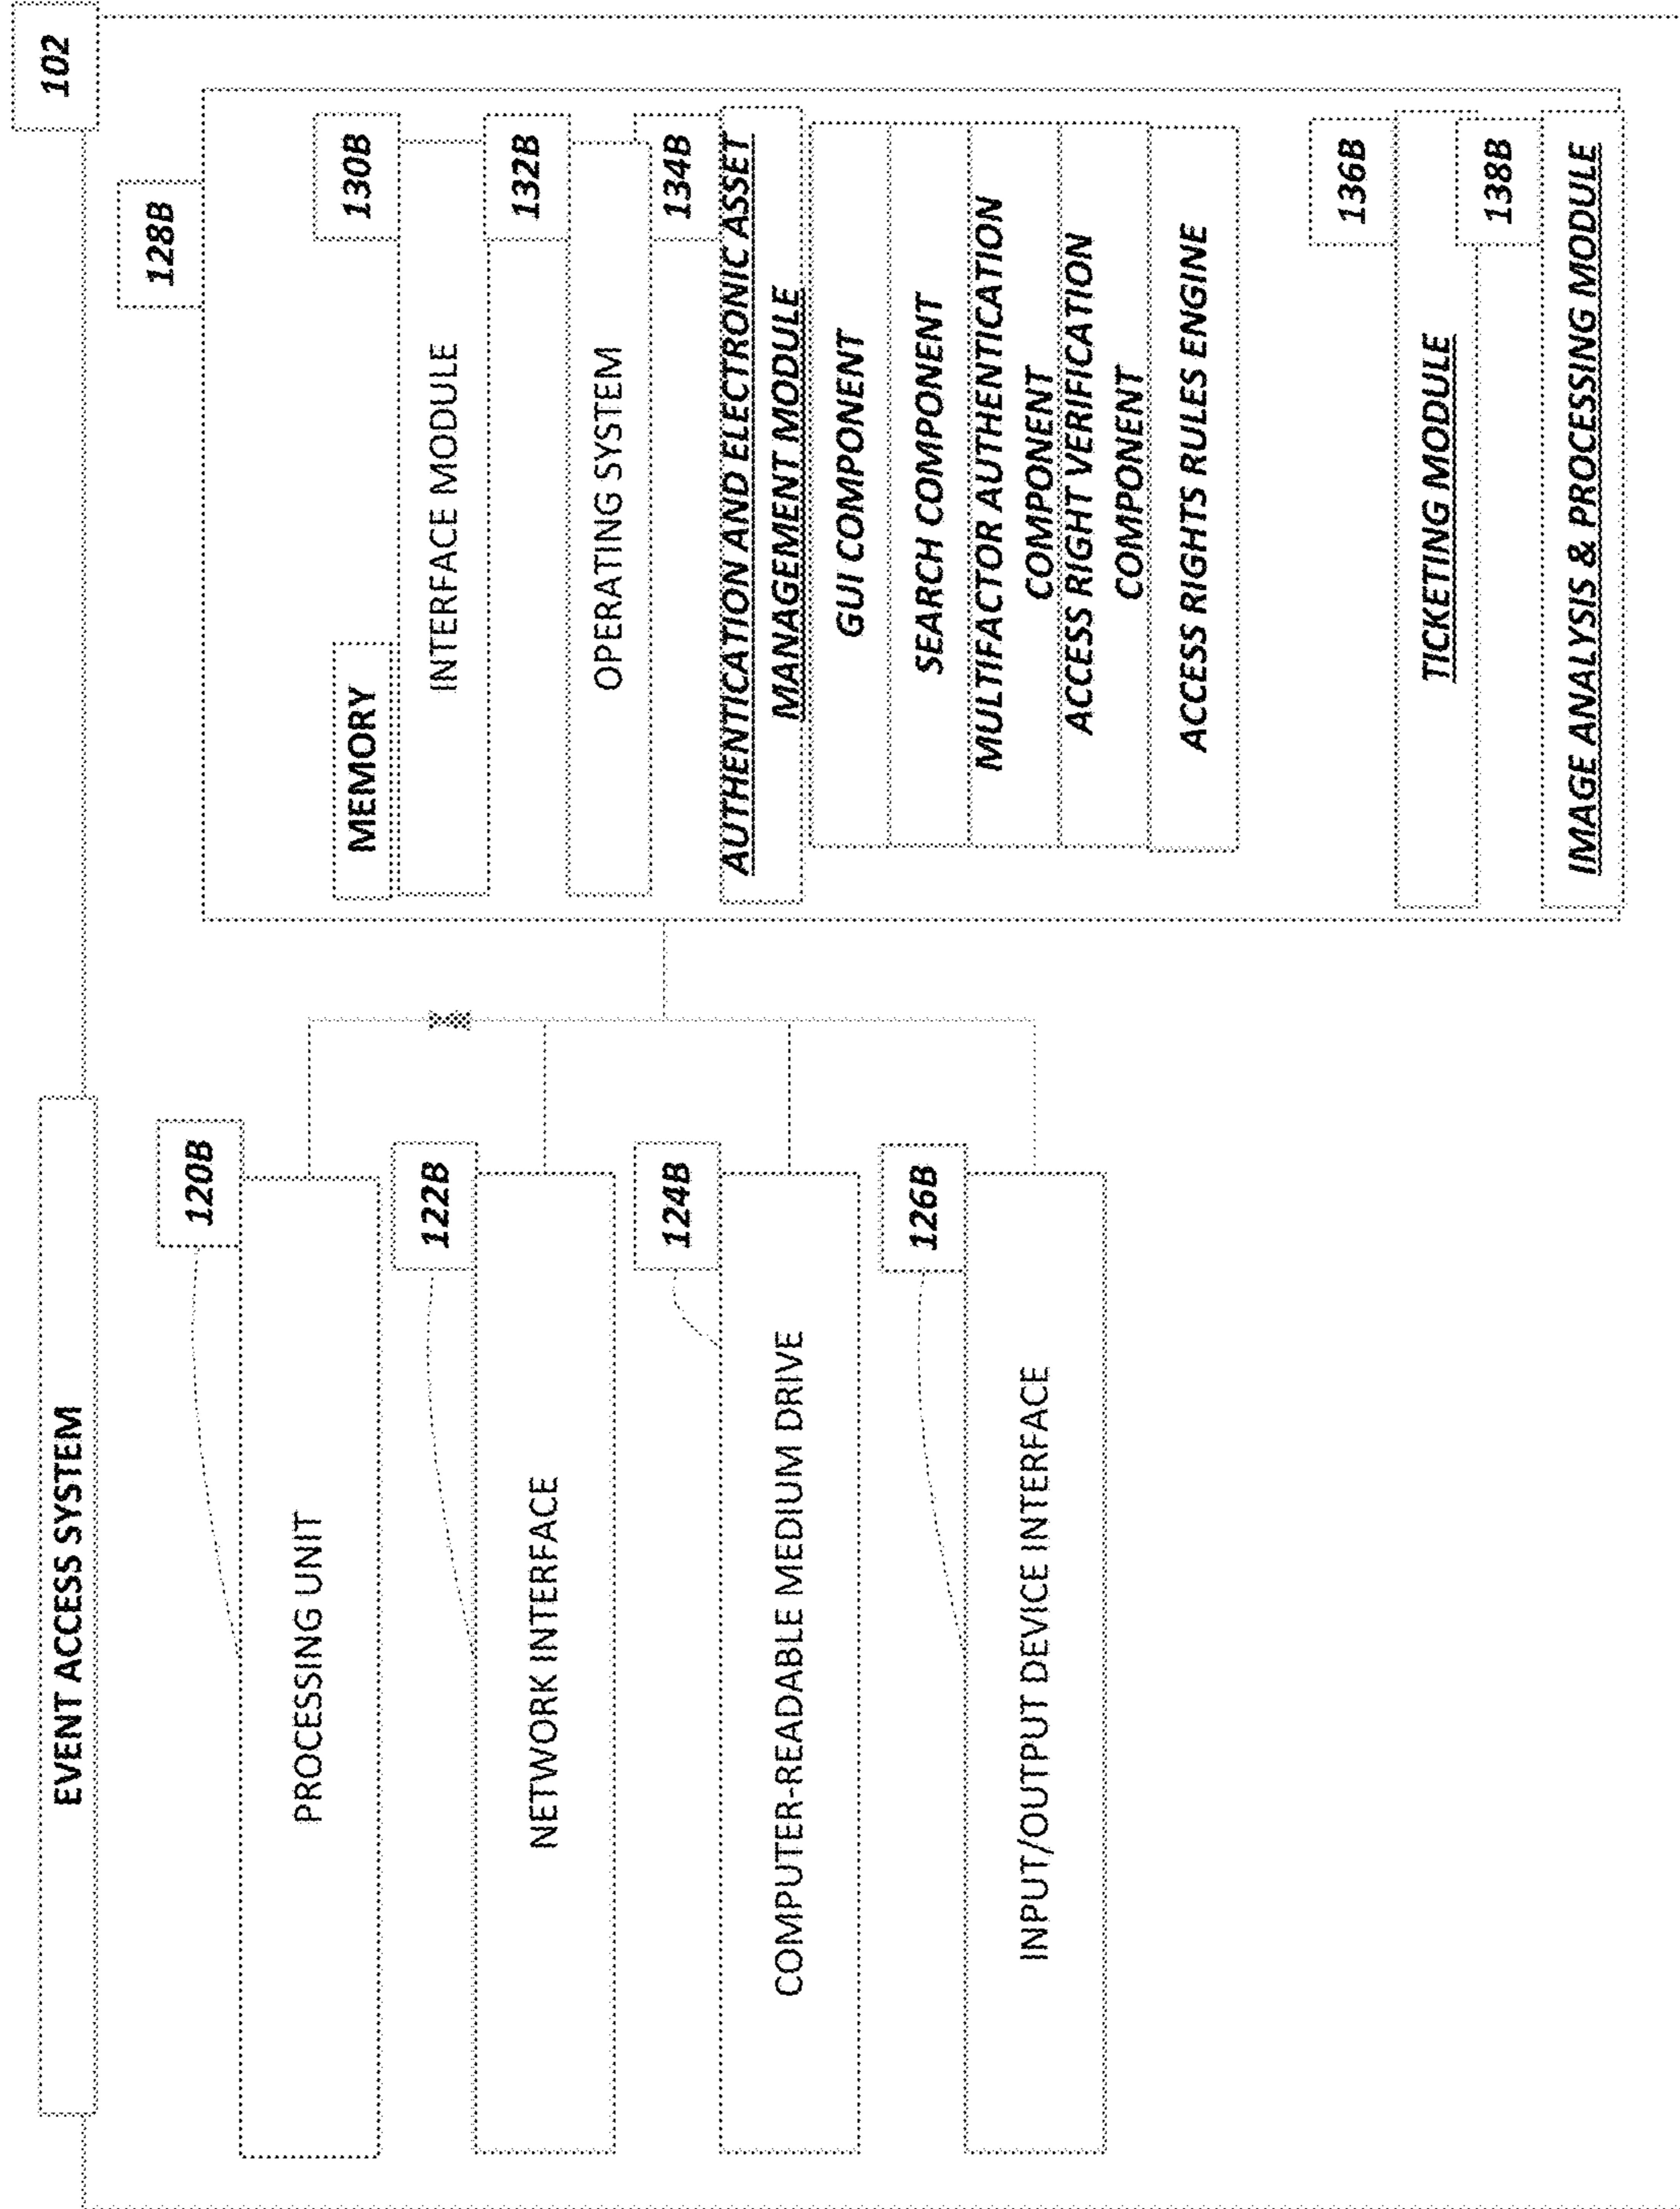 102
EVENT ACCESS SYSTEM
120B
PROCESSING UNIT
122B
NETWORK INTERFACE
124B
COMPUTER-READABLE MEDIUM DRIVE
126B
INPUT/OUTPUT DEVICE INTERFACE
128B
MEMORY
130B
INTERFACE MODULE
132B
OPERATING SYSTEM
134B
AUTHENTICATION AND ELECTRONIC ASSET
MANAGEMENT MODULE
GUI COMPONENT
SEARCH COMPONENT
MULTIFACTOR AUTHENTICATION
COMPONENT
ACCESS RIGHT VERIFICATION
COMPONENT
ACCESS RIGHTS RULES ENGINE
136B
TICKETING MODULE
138B
IMAGE ANALYSIS & PROCESSING MODULE